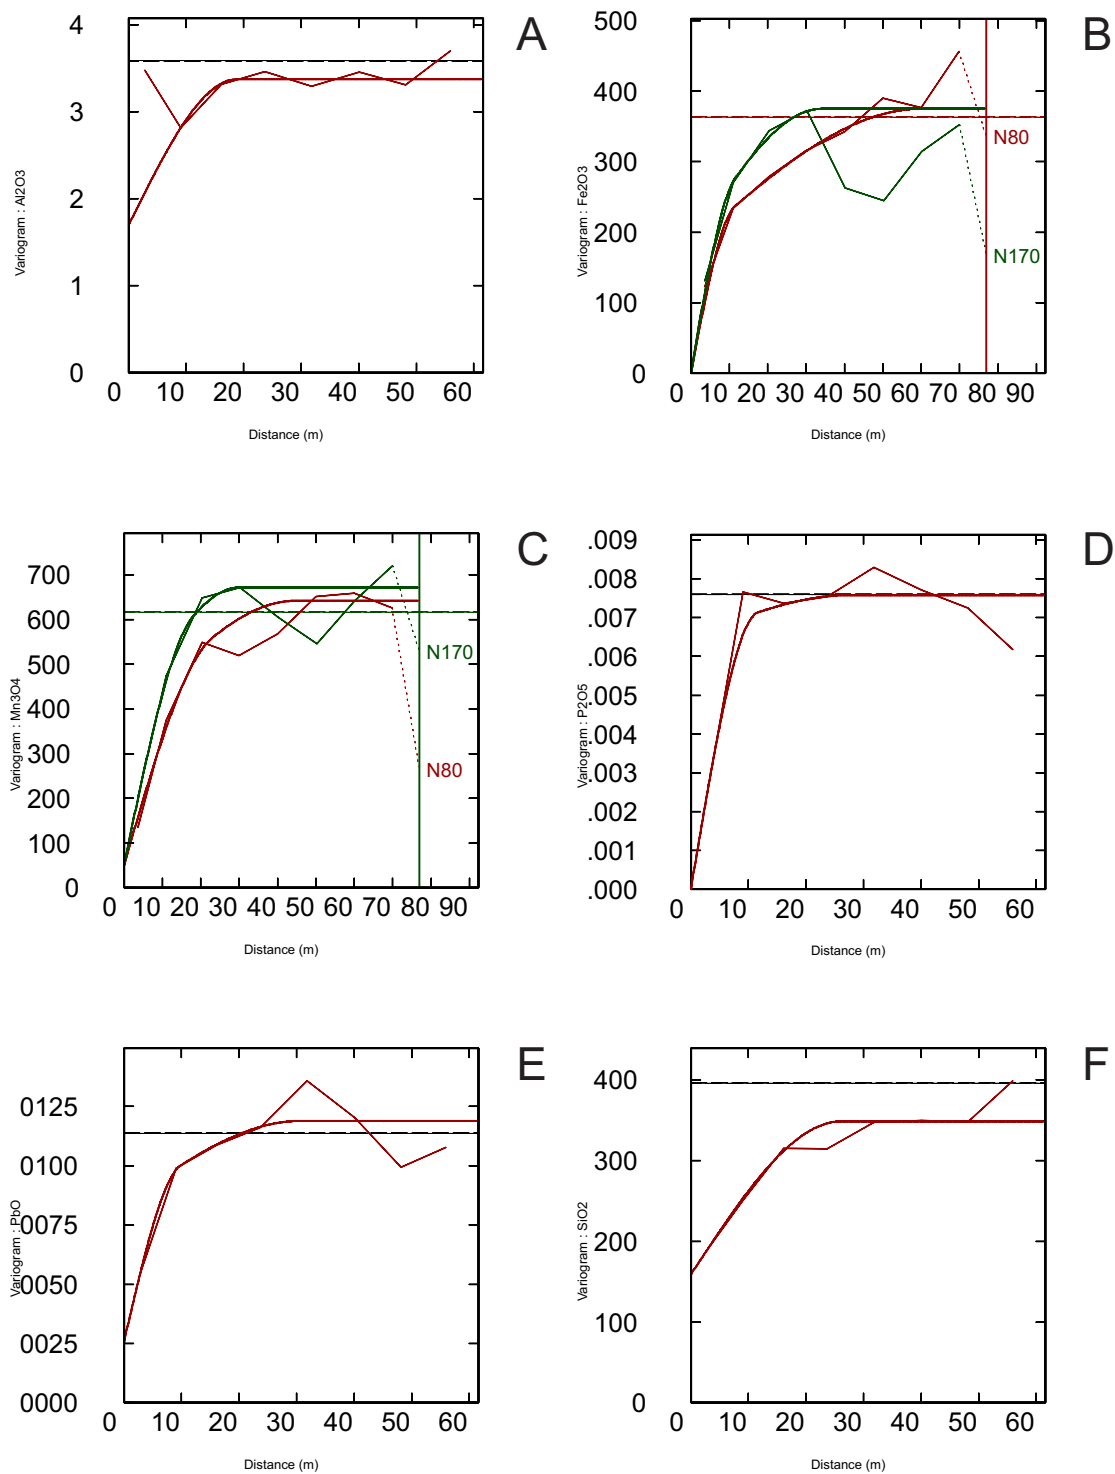 A
Variogram : Al2O3
4
3
2
1
0
0 10 20 30 40 50 60
Distance (m)
B
Variogram : Fe2O3
500
400
300
200
100
0
N80
N170
0 10 20 30 40 50 60 70 80 90
Distance (m)
C
Variogram : Mn3O4
700
600
500
400
300
200
100
0
N170
N80
0 10 20 30 40 50 60 70 80 90
Distance (m)
D
Variogram : P2O5
.009
.008
.007
.006
.005
.004
.003
.002
.001
.000
0 10 20 30 40 50 60
Distance (m)
E
Variogram : PbO
0125
0100
0075
0050
0025
0000
0 10 20 30 40 50 60
Distance (m)
F
Variogram : SiO2
400
300
200
100
0
0 10 20 30 40 50 60
Distance (m)